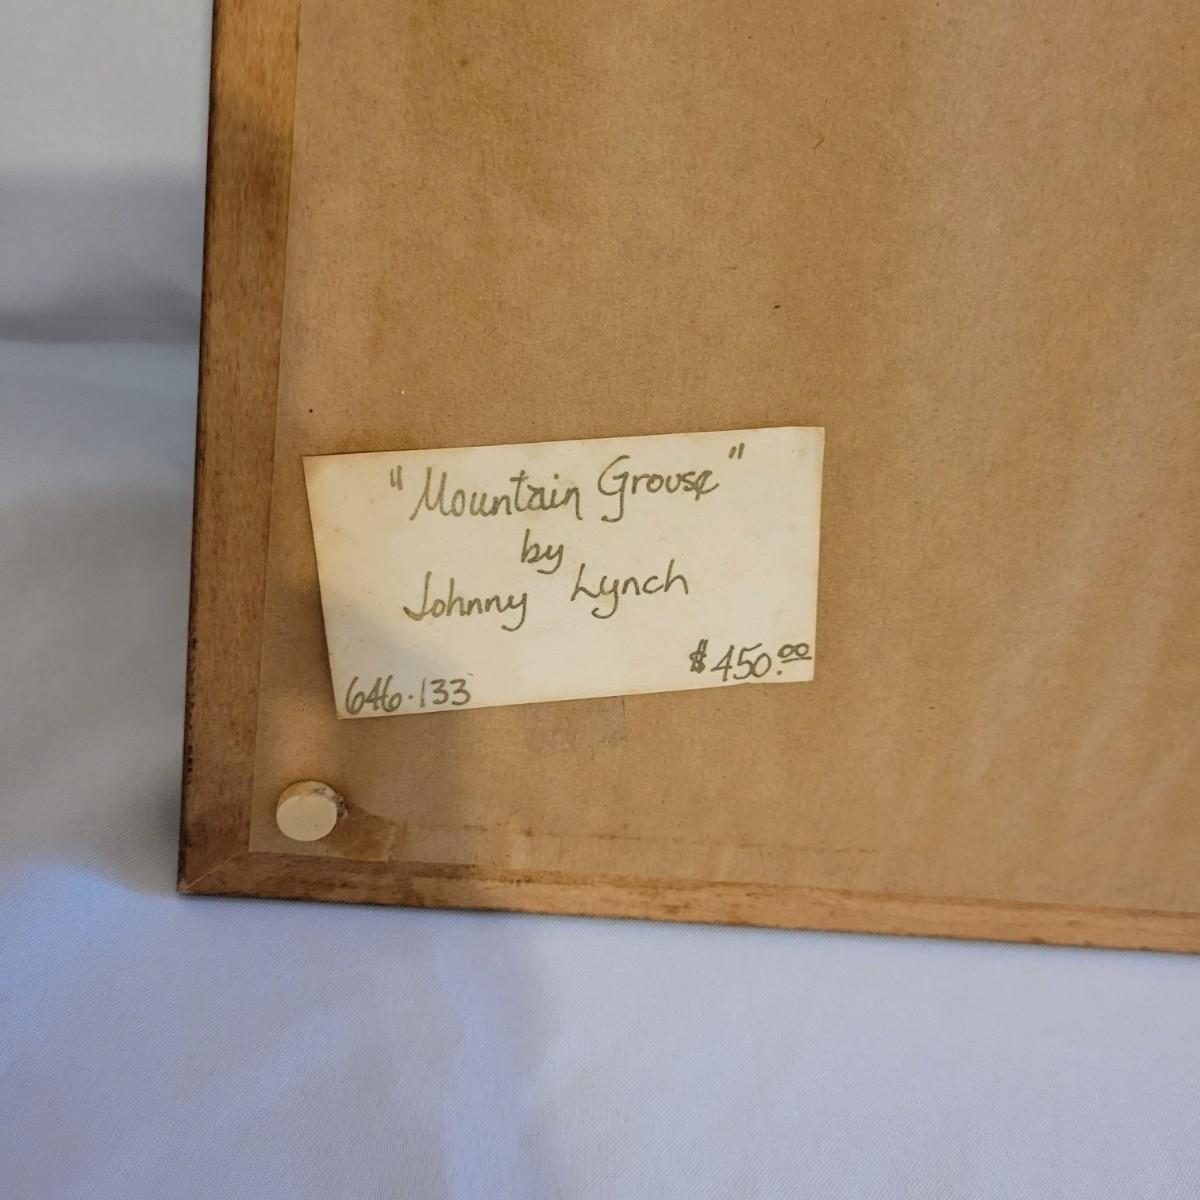 "Mountain Grouse"
by
Johnny Lynch
$450.00
646.133